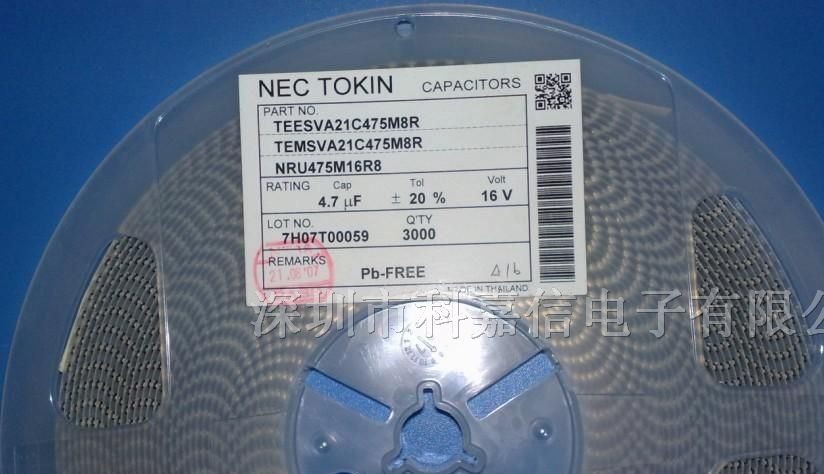 NEC TOKIN CAPACITORS
PART NO.
TEESVA21C475M8R
TEMSVA21C475M8R
NRU475M16R8
RATING Cap Tol Volt
4.7 μF ± 20 % 16 V
LOT NO. Q'TY
7H07T00059 3000
REMARKS
21.08.'07
Pb-FREE
MADE IN THAILAND
深圳市科嘉信电子有限公